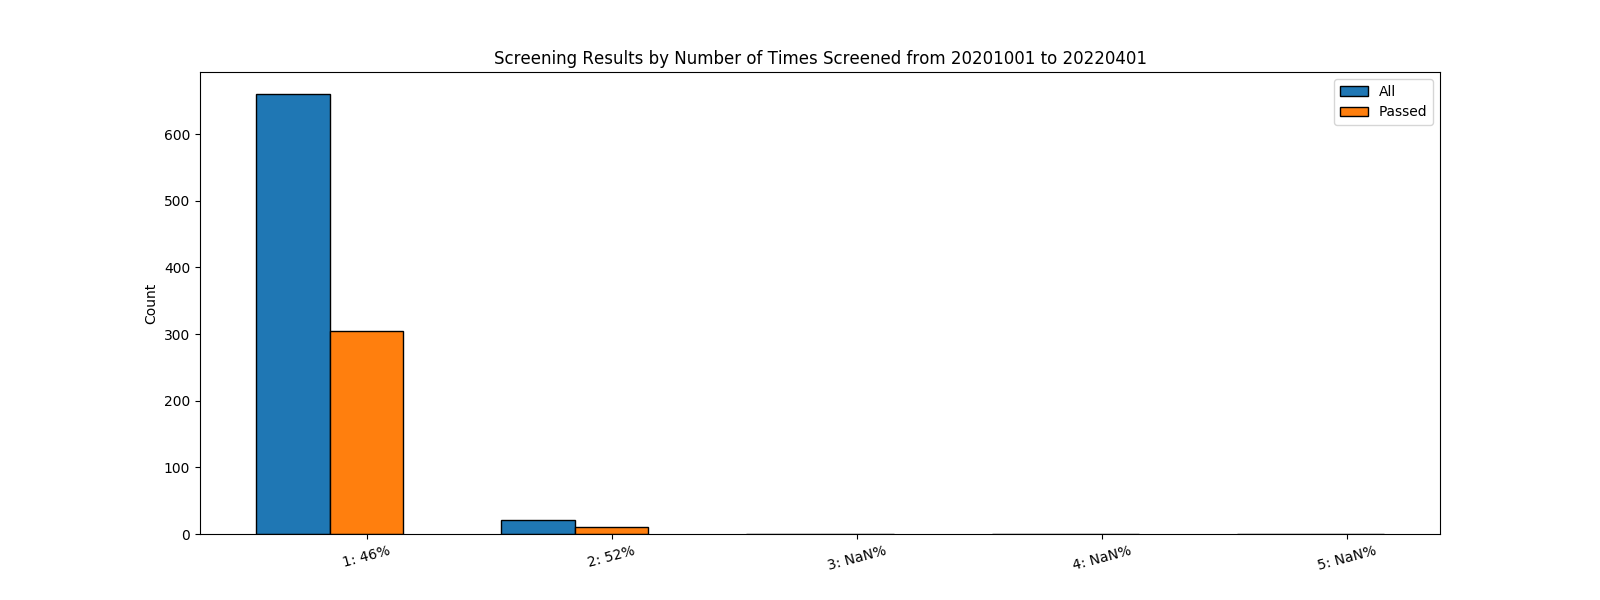 Screening Results by Number of Times Screened from 20201001 to 20220401
All
Passed
600
500
400
300
200
100
0
Count
1: 46%
2: 52%
3: NaN%
4: NaN%
5: NaN%